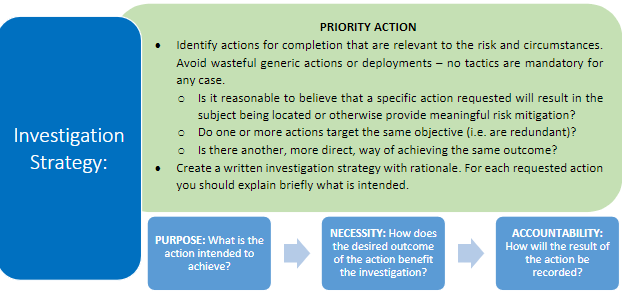 Investigation
Strategy:
PRIORITY ACTION
• Identify actions for completion that are relevant to the risk and circumstances.
Avoid wasteful generic actions or deployments – no tactics are mandatory for
any case.
o Is it reasonable to believe that a specific action requested will result in the
subject being located or otherwise provide meaningful risk mitigation?
o Do one or more actions target the same objective (i.e. are redundant)?
o Is there another, more direct, way of achieving the same outcome?
• Create a written investigation strategy with rationale. For each requested action
you should explain briefly what is intended.
PURPOSE: What is the
action intended to
achieve?
NECESSITY: How does
the desired outcome
of the action benefit
the investigation?
ACCOUNTABILITY:
How will the result of
the action be
recorded?